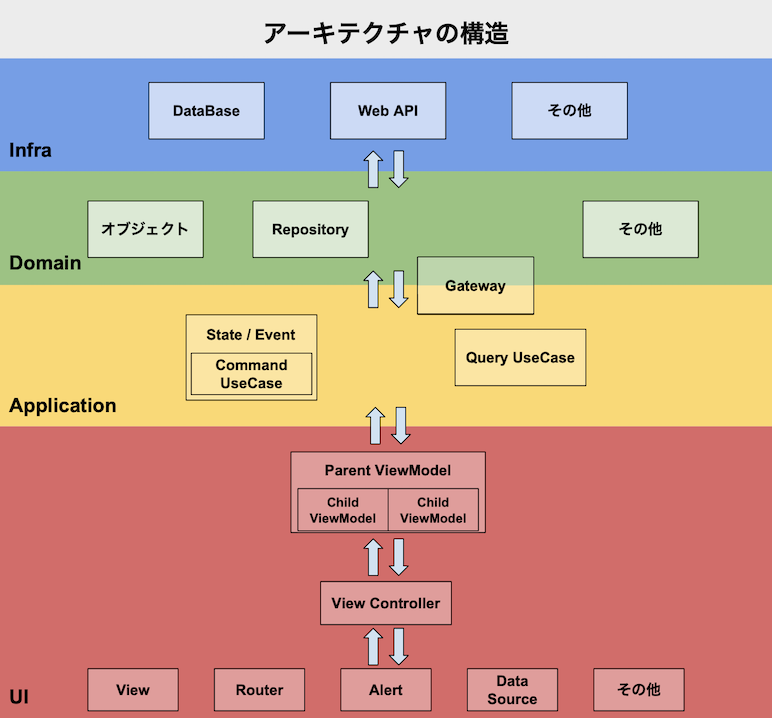 アーキテクチャの構造
DataBase
Web API
その他
Infra
オブジェクト
Repository
その他
Domain
Gateway
State / Event
Command
UseCase
Query UseCase
Application
Parent ViewModel
Child
ViewModel
Child
ViewModel
View Controller
View
Router
Alert
Data
Source
その他
UI